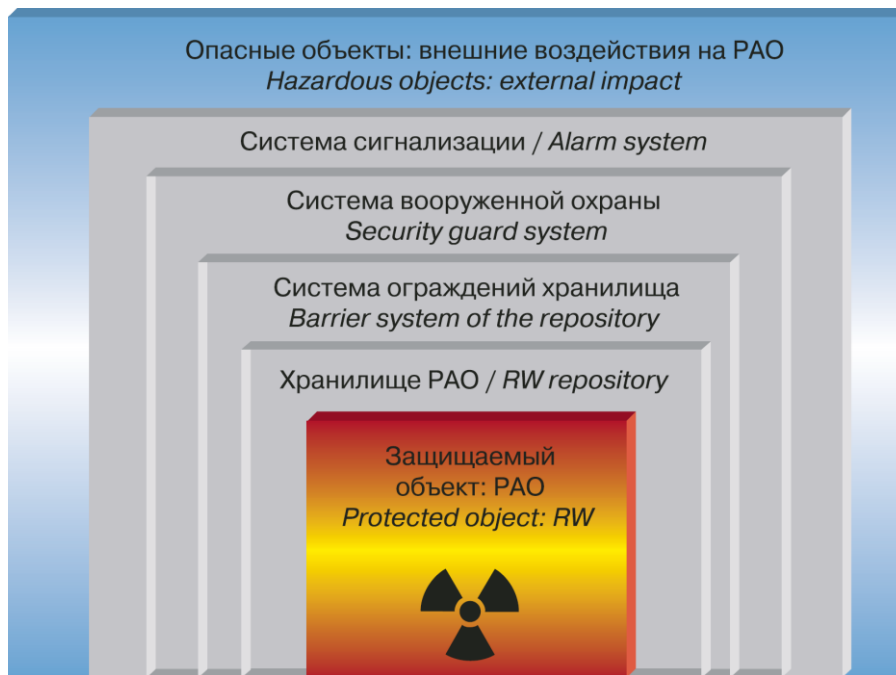 Опасные объекты: внешние воздействия на РАО
Hazardous objects: external impact
Система сигнализации / Alarm system
Система вооруженной охраны
Security guard system
Система ограждений хранилища
Barrier system of the repository
Хранилище РАО / RW repository
Защищаемый
объект: РАО
Protected object: RW